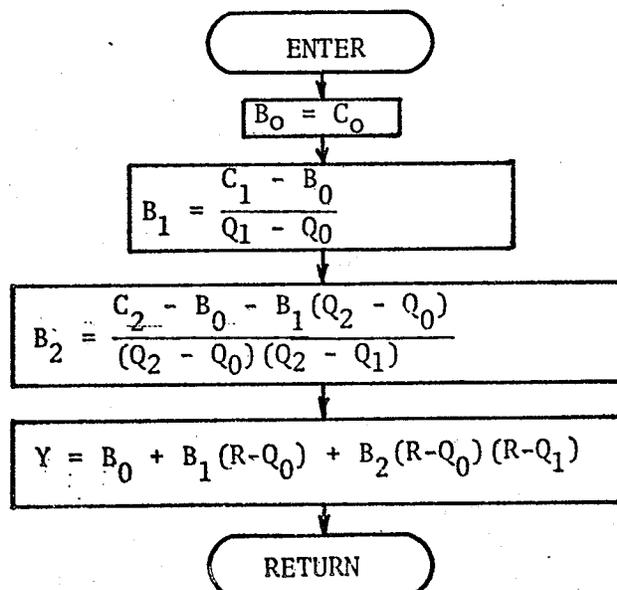 ENTER
B₀ = C₀
B₁ = (C₁ - B₀) / (Q₁ - Q₀)
B₂ = (C₂ - B₀ - B₁(Q₂ - Q₀)) / ((Q₂ - Q₀)(Q₂ - Q₁))
Y = B₀ + B₁(R-Q₀) + B₂(R-Q₀)(R-Q₁)
RETURN